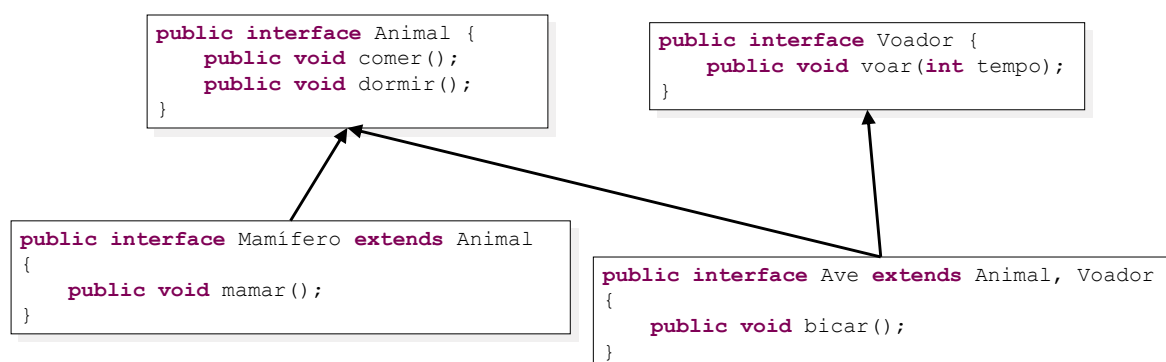 public interface Animal {
    public void comer();
    public void dormir();
}
public interface Voador {
    public void voar(int tempo);
}
public interface Mamífero extends Animal
{
    public void mamar();
}
public interface Ave extends Animal, Voador
{
    public void bicar();
}